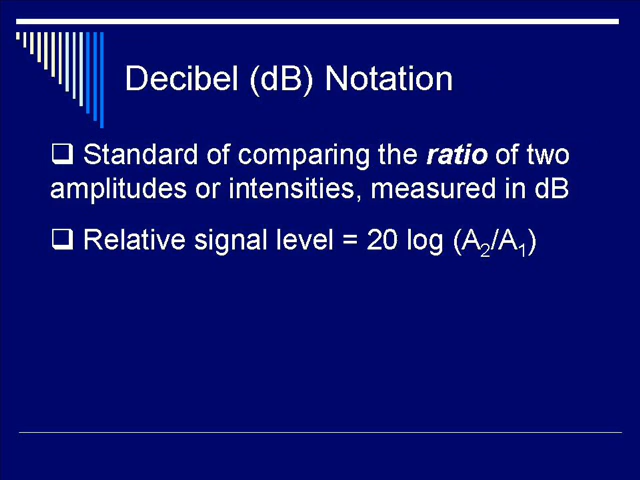 Decibel (dB) Notation
❑ Standard of comparing the ratio of two
amplitudes or intensities, measured in dB
❑ Relative signal level = 20 log (A₂/A₁)